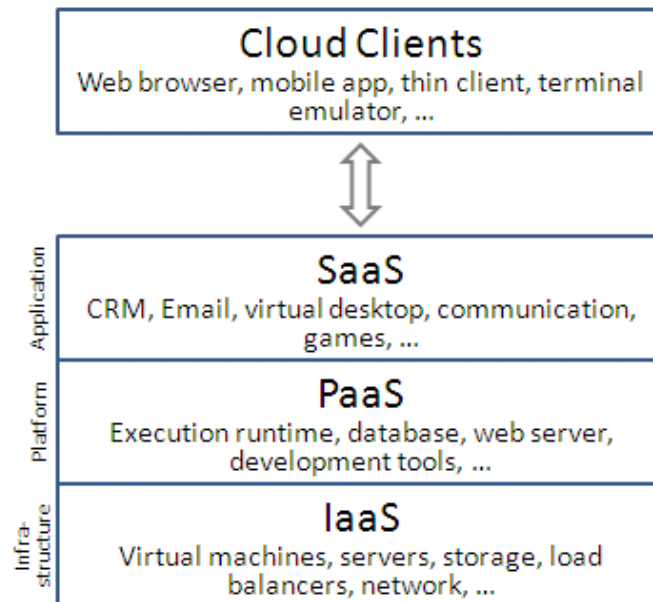 Cloud Clients
Web browser, mobile app, thin client, terminal
emulator, ...
Application
SaaS
CRM, Email, virtual desktop, communication,
games, ...
Platform
PaaS
Execution runtime, database, web server,
development tools, ...
Infra-
structure
IaaS
Virtual machines, servers, storage, load
balancers, network, ...